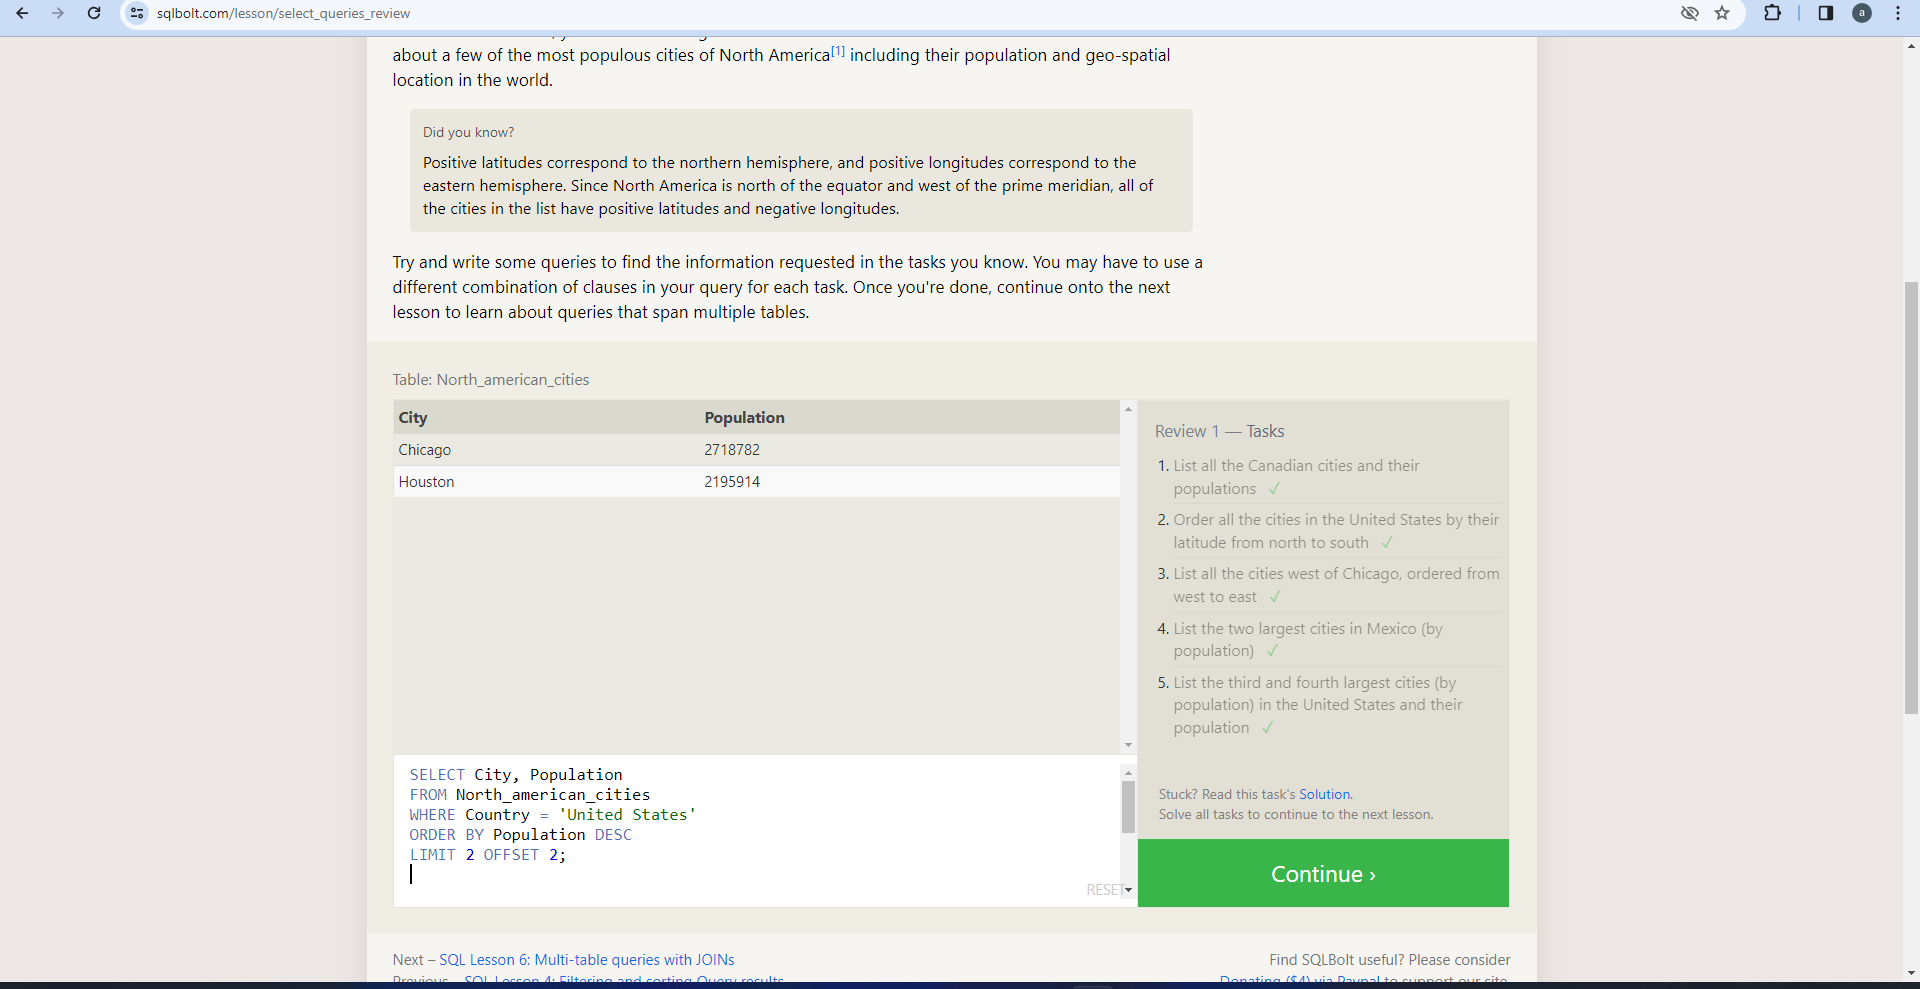 sqlbolt.com/lesson/select_queries_review
a
about a few of the most populous cities of North America[1] including their population and geo-spatial
location in the world.
Did you know?
Positive latitudes correspond to the northern hemisphere, and positive longitudes correspond to the
eastern hemisphere. Since North America is north of the equator and west of the prime meridian, all of
the cities in the list have positive latitudes and negative longitudes.
Try and write some queries to find the information requested in the tasks you know. You may have to use a
different combination of clauses in your query for each task. Once you're done, continue onto the next
lesson to learn about queries that span multiple tables.
Table: North_american_cities
City Population
Chicago 2718782
Houston 2195914
SELECT City, Population
FROM North_american_cities
WHERE Country = 'United States'
ORDER BY Population DESC
LIMIT 2 OFFSET 2;
RESET
Review 1 — Tasks
1. List all the Canadian cities and their
populations ✓
2. Order all the cities in the United States by their
latitude from north to south ✓
3. List all the cities west of Chicago, ordered from
west to east ✓
4. List the two largest cities in Mexico (by
population) ✓
5. List the third and fourth largest cities (by
population) in the United States and their
population ✓
Stuck? Read this task's Solution.
Solve all tasks to continue to the next lesson.
Continue ›
Next – SQL Lesson 6: Multi-table queries with JOINs
Previous – SQL Lesson 4: Filtering and sorting Query results
Find SQLBolt useful? Please consider
Donating ($4) via Paypal to support our site.